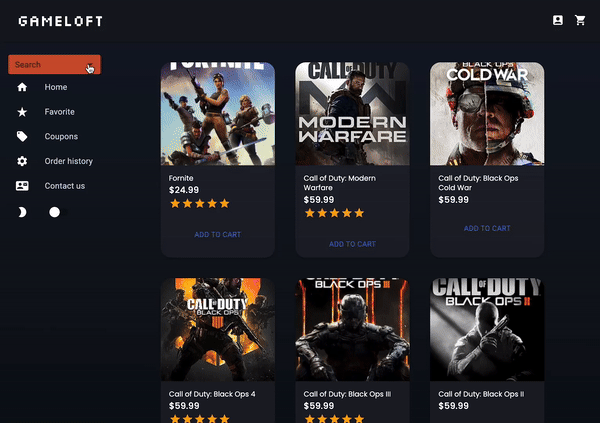 GAMELOFT
Search
Home
Favorite
Coupons
Order history
Contact us
FORTNITE
Fornite
$24.99
ADD TO CART
CALL OF DUTY
MODERN
WARFARE
Call of Duty: Modern
Warfare
$59.99
ADD TO CART
BLACK OPS
COLD WAR
Call of Duty: Black Ops
Cold War
$59.99
ADD TO CART
CALL OF DUTY
BLACK OPS
IIII
Call of Duty: Black Ops 4
$59.99
CALL OF DUTY
BLACK OPS III
Call of Duty: Black Ops III
$59.99
CALL OF DUTY
BLACK OPS II
Call of Duty: Black Ops II
$59.99